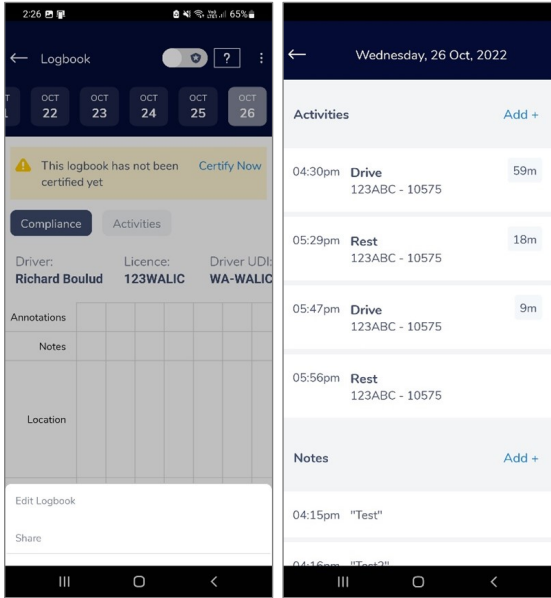 2:26 65%
Logbook ?
OCT OCT OCT OCT OCT
22 23 24 25 26
This logbook has not been Certify Now
certified yet
Compliance Activities
Driver: Licence: Driver UDI:
Richard Boulud 123WALIC WA-WALIC
Annotations
Notes
Location
Edit Logbook
Share
Wednesday, 26 Oct, 2022
Activities Add +
04:30pm Drive 59m
123ABC - 10575
05:29pm Rest 18m
123ABC - 10575
05:47pm Drive 9m
123ABC - 10575
05:56pm Rest
123ABC - 10575
Notes Add +
04:15pm "Test"
04:16pm "Test2"